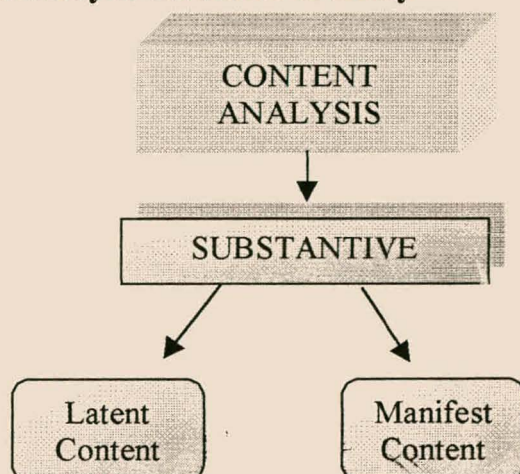 CONTENT
ANALYSIS
SUBSTANTIVE
Latent
Content
Manifest
Content